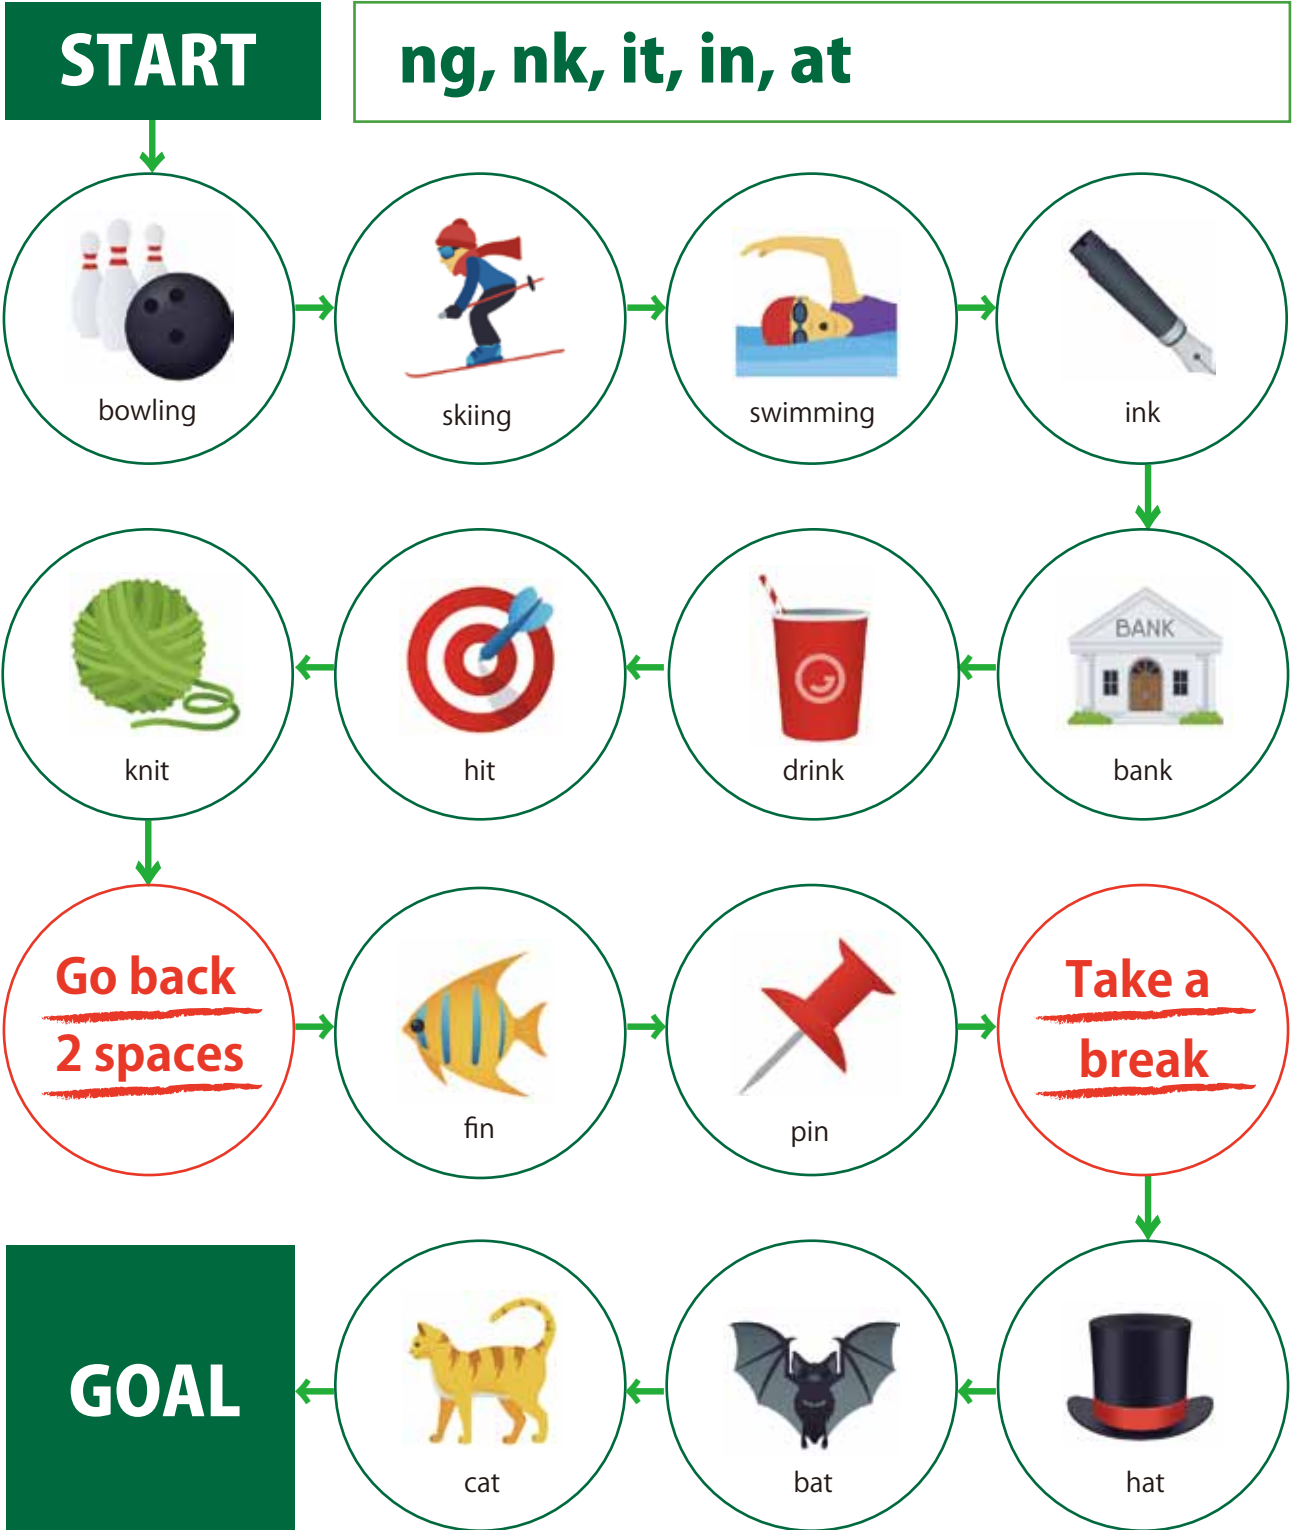 START
ng, nk, it, in, at
bowling
skiing
swimming
ink
BANK
knit
hit
drink
bank
Go back
2 spaces
fin
pin
Take a
break
GOAL
cat
bat
hat